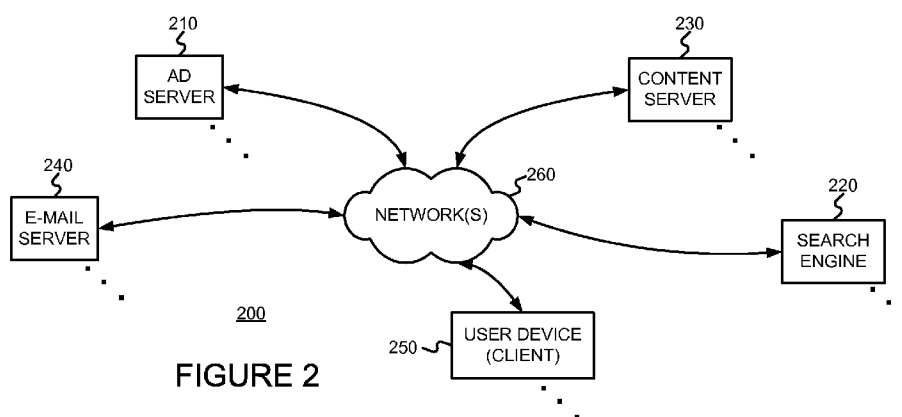 210
AD
SERVER
230
CONTENT
SERVER
240
E-MAIL
SERVER
260
NETWORK(S)
220
SEARCH
ENGINE
200
250
USER DEVICE
(CLIENT)
FIGURE 2